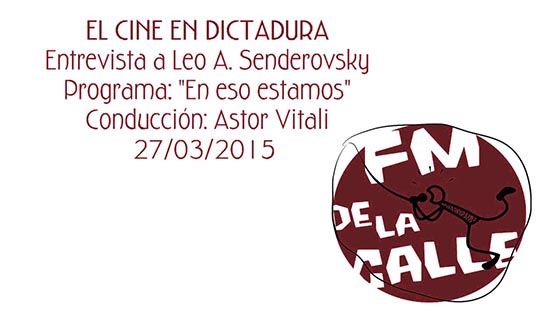 EL CINE EN DICTADURA
Entrevista a Leo A. Senderovsky
Programa: "En eso estamos"
Conducción: Astor Vitali
27/03/2015
FM
DE LA
CALLE